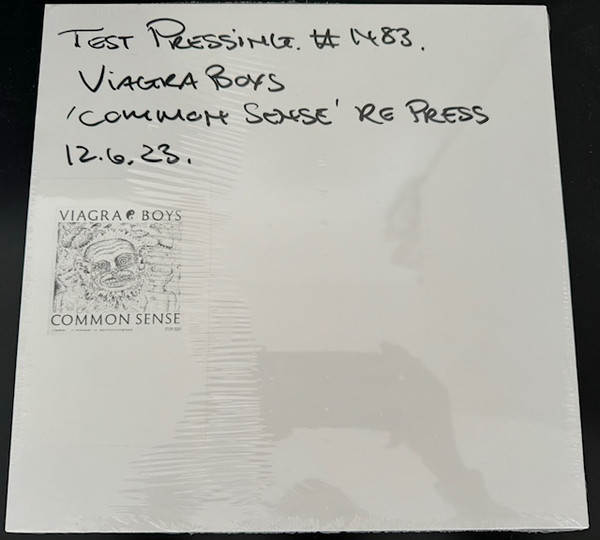 TEST PRESSING. # 1483.
VIAGRA BOYS
'COMMON SENSE' RE PRESS
12.6.23.
VIAGRA BOYS
COMMON SENSE